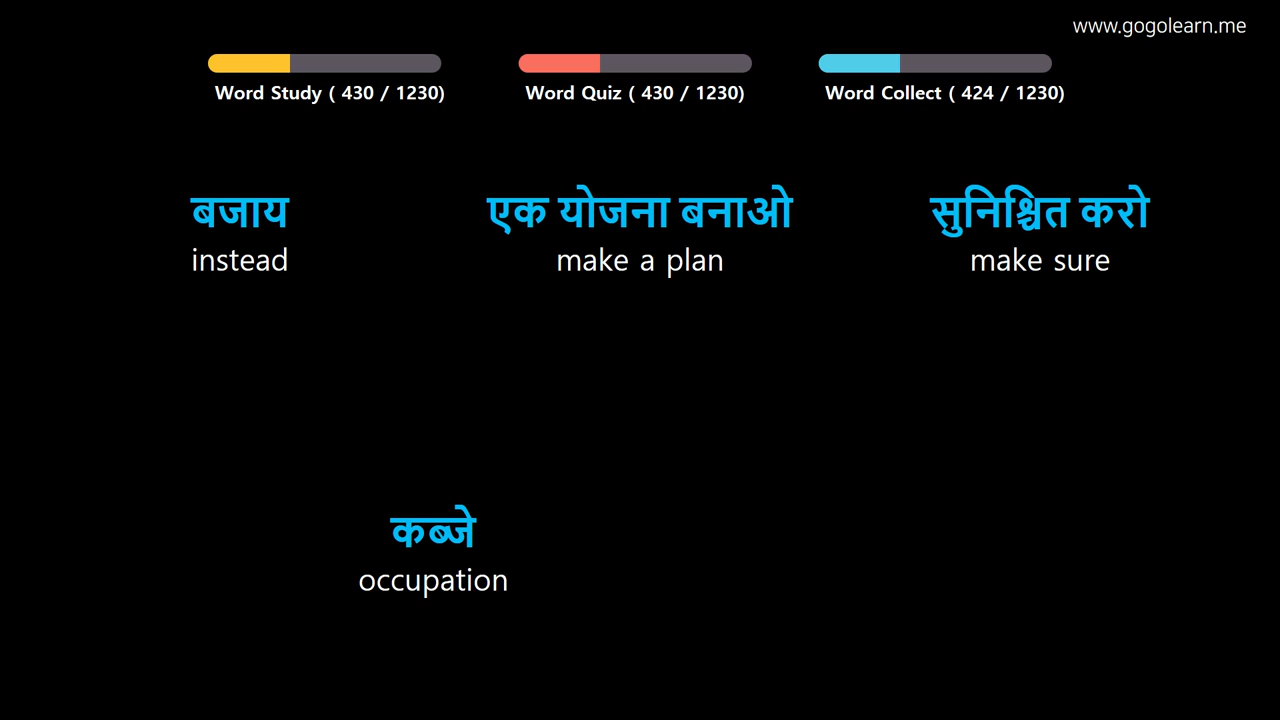 www.gogolearn.me
Word Study ( 430 / 1230)
Word Quiz ( 430 / 1230)
Word Collect ( 424 / 1230)
बजाय
instead
एक योजना बनाओ
make a plan
सुनिश्चित करो
make sure
कब्जे
occupation